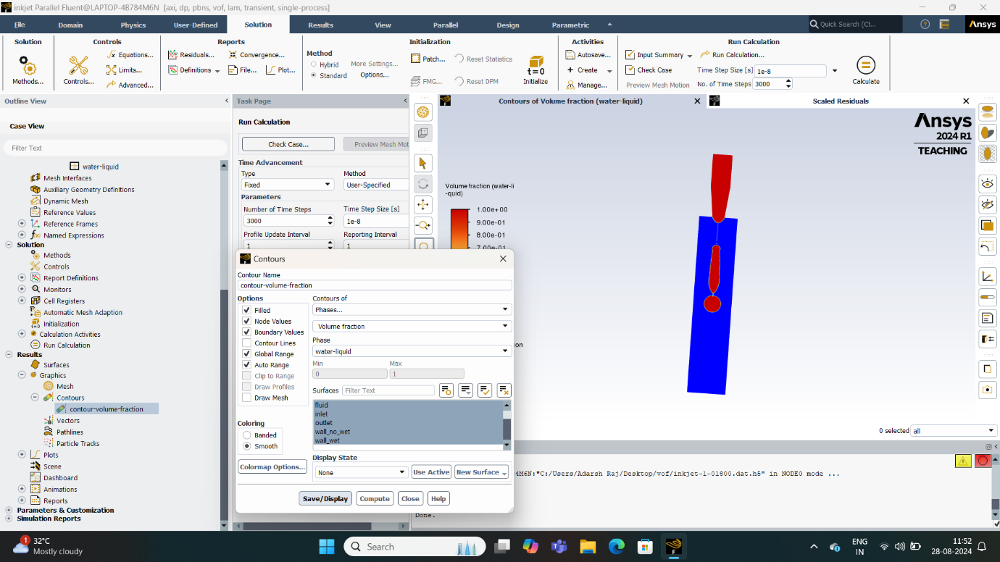 inkjet Parallel Fluent@LAPTOP-4B784M6N [axi, dp, pbns, vof, lam, transient, single-process]
File Domain Physics User-Defined Solution Results View Parallel Design Parametric
Quick Search (Ct...
Ansys
Solution
Methods...
Controls
Controls...
Equations...
Limits...
Advanced...
Reports
Residuals...
Definitions
Convergence...
File...
Plot...
Initialization
Method
Hybrid
Standard
More Settings...
Options...
Patch...
FMG...
Reset Statistics
Reset DPM
t=0
Initialize
Activities
Autosave...
Create
Manage...
Run Calculation
Input Summary
Check Case
Preview Mesh Motion
Run Calculation...
Time Step Size [s] 1e-8
No. of Time Steps 3000
Calculate
Outline View
Case View
Filter Text
water-liquid
Mesh Interfaces
Auxiliary Geometry Definitions
Dynamic Mesh
Reference Values
Reference Frames
Named Expressions
Solution
Methods
Controls
Report Definitions
Monitors
Cell Registers
Automatic Mesh Adaption
Initialization
Calculation Activities
Run Calculation
Results
Surfaces
Graphics
Mesh
Contours
contour-volume-fraction
Vectors
Pathlines
Particle Tracks
Plots
Scene
Dashboard
Animations
Reports
Parameters & Customization
Simulation Reports
Task Page
Run Calculation
Check Case...
Preview Mesh Mot
Time Advancement
Type
Method
Fixed
User-Specified
Parameters
Number of Time Steps
Time Step Size [s]
3000
1e-8
Profile Update Interval
Reporting Interval
1
1
Contours
Contour Name
contour-volume-fraction
Options
Filled
Node Values
Boundary Values
Contour Lines
Global Range
Auto Range
Clip to Range
Draw Profiles
Draw Mesh
Coloring
Banded
Smooth
Colormap Options...
Contours of
Phases...
Volume fraction
Phase
water-liquid
Min
Max
0
1
Surfaces
Filter Text
fluid
inlet
outlet
wall_no_wet
wall_wet
Display State
None
Use Active
New Surface
Save/Display
Compute
Close
Help
Contours of Volume fraction (water-liquid)
Scaled Residuals
Ansys
2024 R1
TEACHING
Volume fraction (water-li
-quid)
1.00e+00
9.00e-01
8.00e-01
7.00e-01
ion
0 selected all
4M6N:"C:/Users/Adarsh Raj/Desktop/vof/inkjet-1-01800.dat.h5" in NODE0 mode ...
Done.
1
32°C
Mostly cloudy
Search
ENG
IN
11:52
28-08-2024